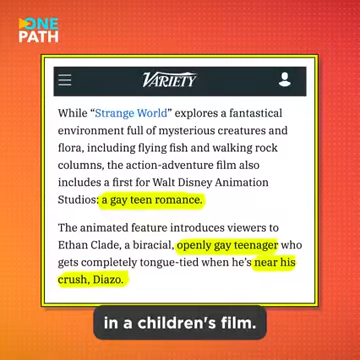 ONE
PATH
VARIETY
While “Strange World” explores a fantastical
environment full of mysterious creatures and
flora, including flying fish and walking rock
columns, the action-adventure film also
includes a first for Walt Disney Animation
Studios: a gay teen romance.
The animated feature introduces viewers to
Ethan Clade, a biracial, openly gay teenager who
gets completely tongue-tied when he’s near his
crush, Diazo.
in a children's film.